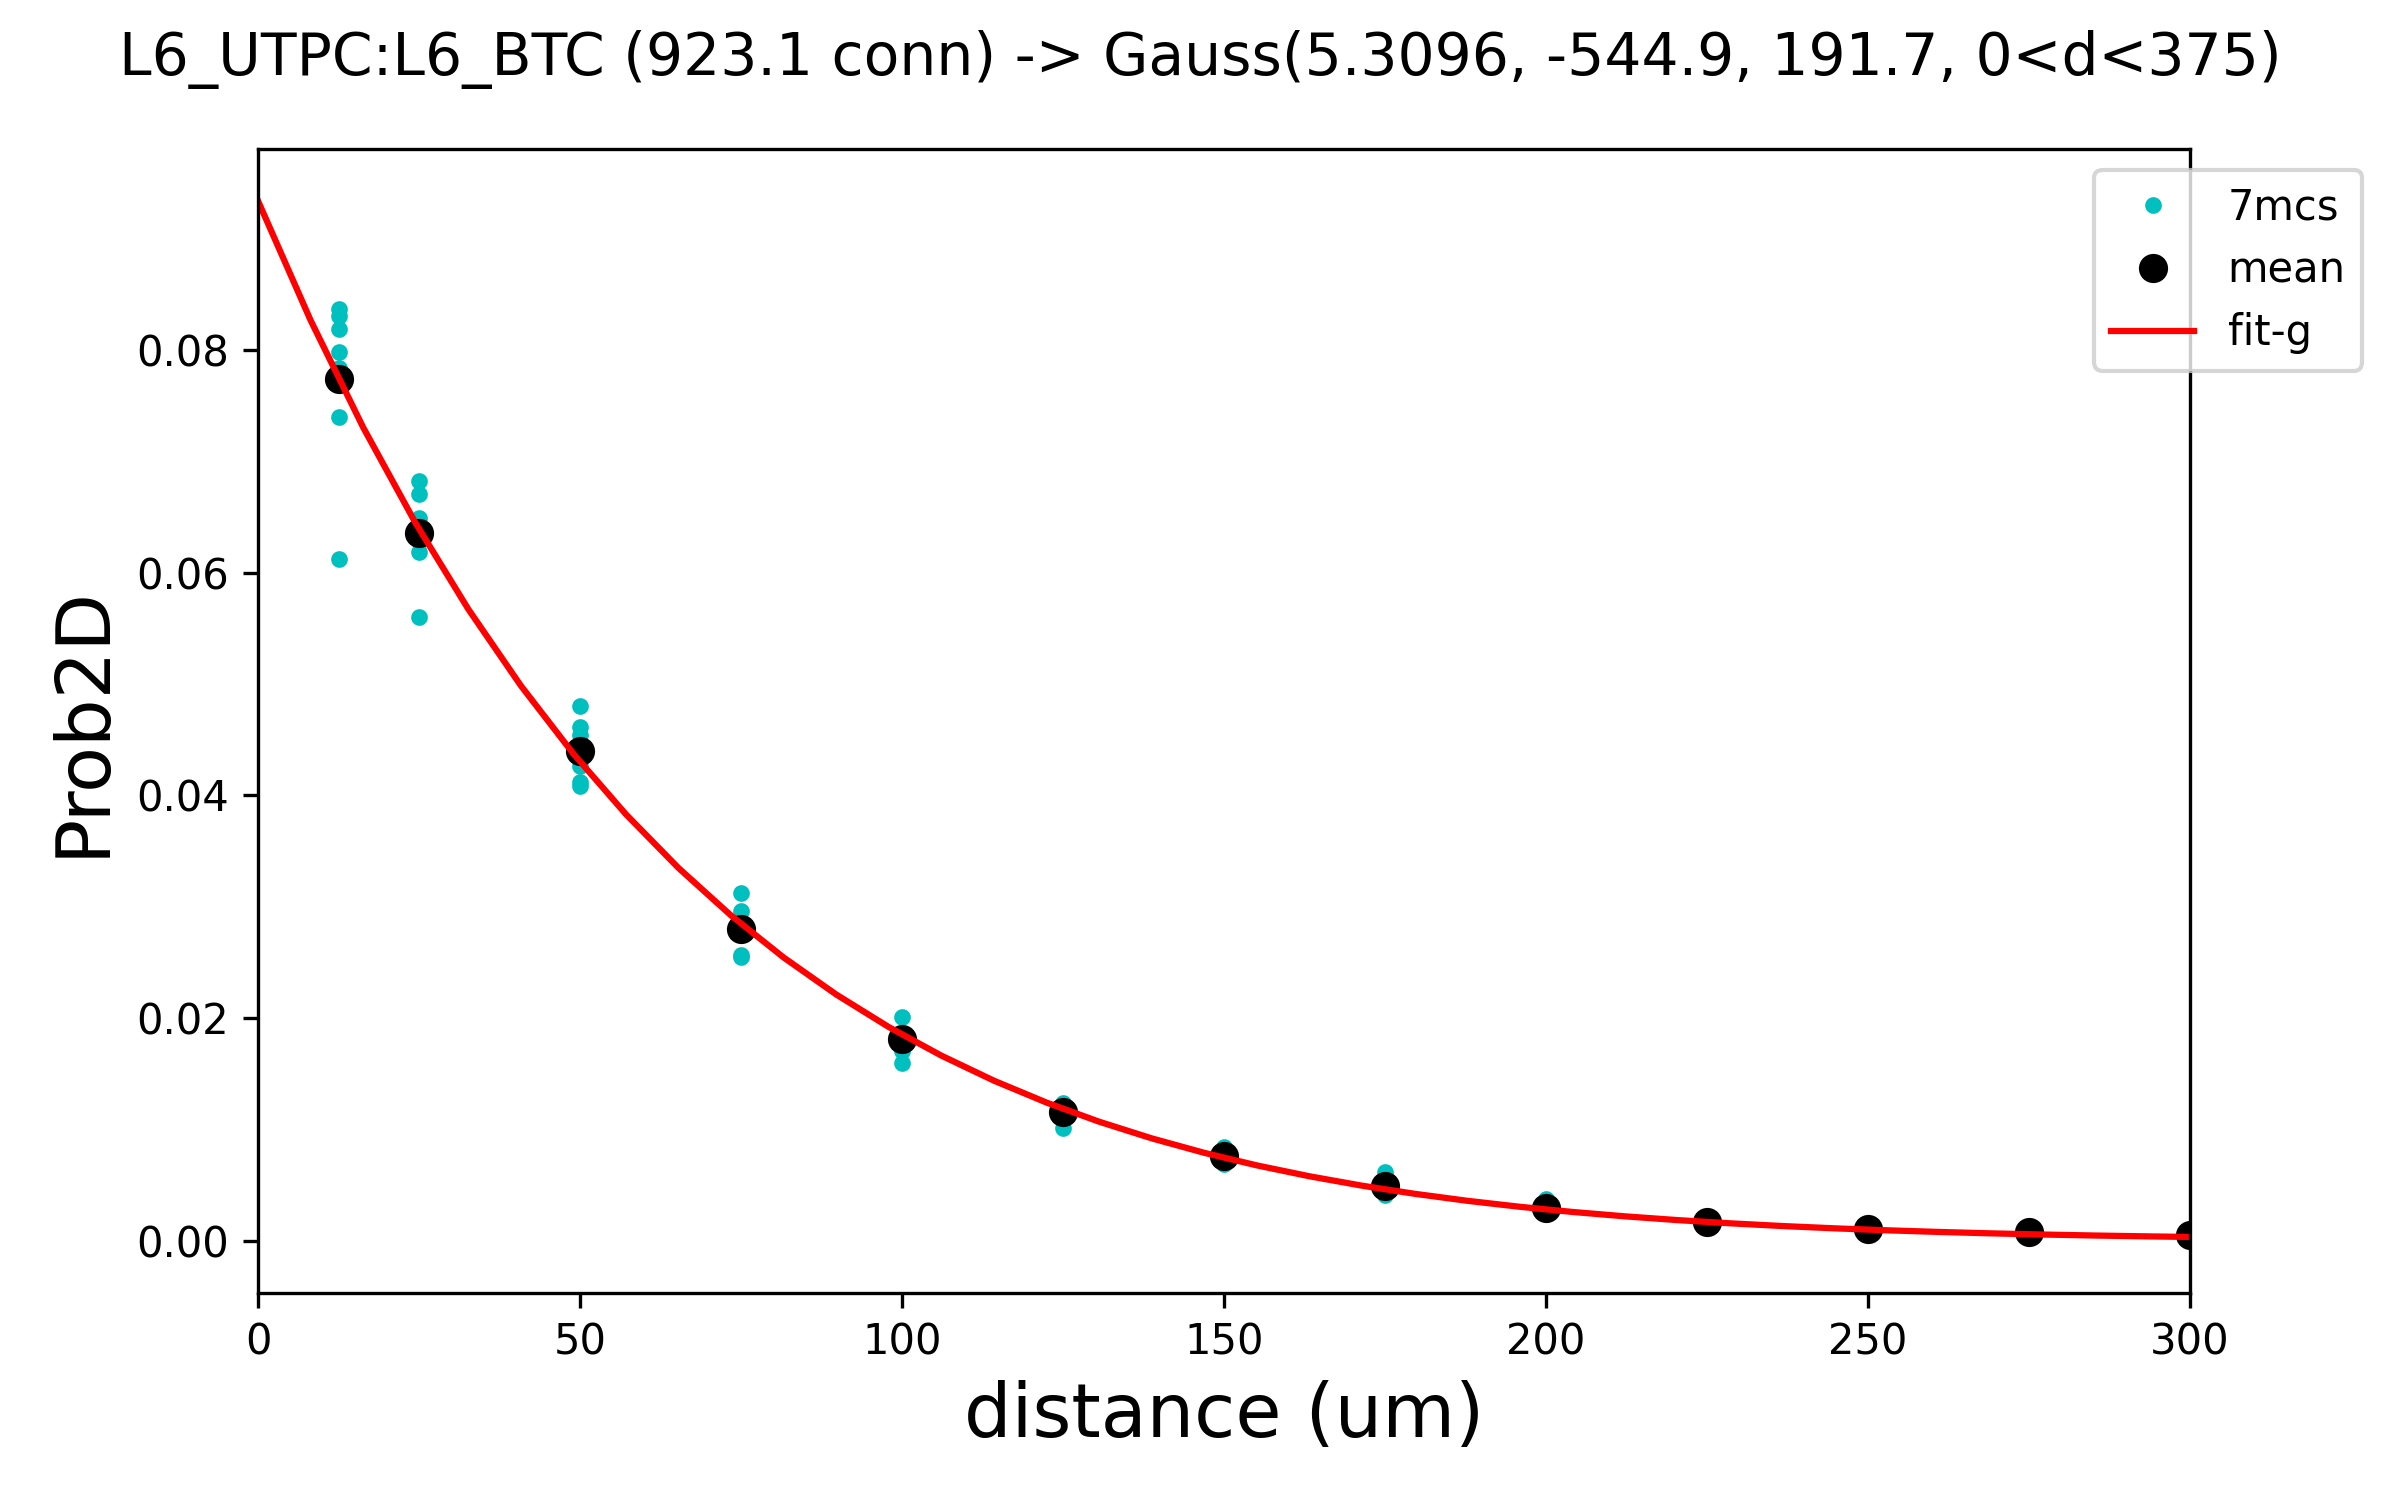 L6_UTPC:L6_BTC (923.1 conn) -> Gauss(5.3096, -544.9, 191.7, 0<d<375)
7mcs
mean
fit-g
Prob2D
0.08
0.06
0.04
0.02
0.00
0 50 100 150 200 250 300
distance (um)